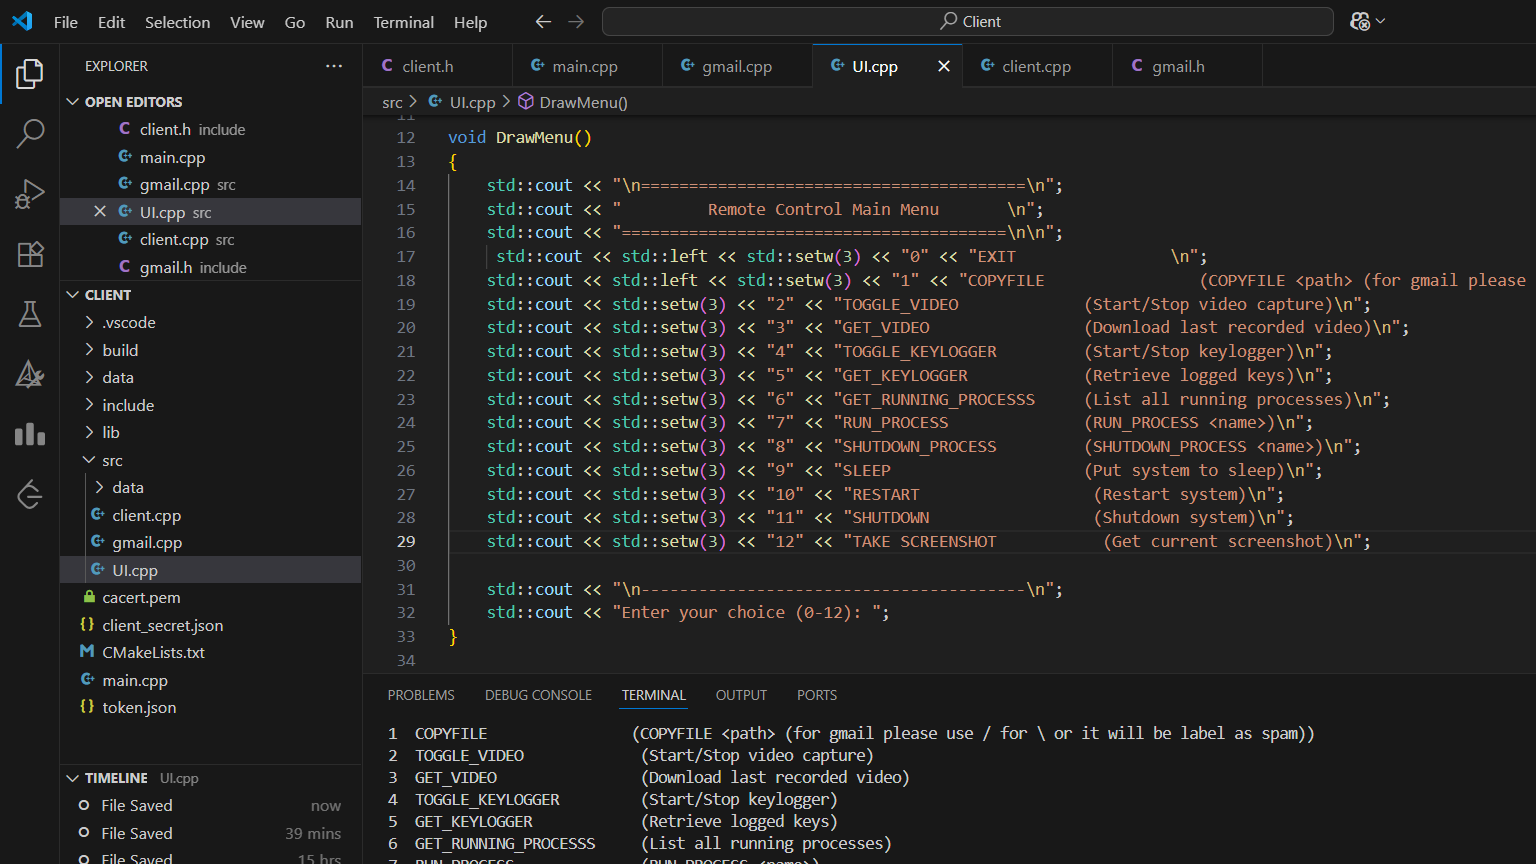 File Edit Selection View Go Run Terminal Help
Client
EXPLORER
OPEN EDITORS
client.h include
main.cpp
gmail.cpp src
UI.cpp src
client.cpp src
gmail.h include
CLIENT
.vscode
build
data
include
lib
src
data
client.cpp
gmail.cpp
UI.cpp
cacert.pem
client_secret.json
CMakeLists.txt
main.cpp
token.json
TIMELINE UI.cpp
File Saved now
File Saved 39 mins
File Saved 15 hrs
client.h main.cpp gmail.cpp UI.cpp client.cpp gmail.h
src > UI.cpp > DrawMenu()
11
12 void DrawMenu()
13 {
14     std::cout << "\n========================================\n";
15     std::cout << "         Remote Control Main Menu       \n";
16     std::cout << "========================================\n\n";
17      std::cout << std::left << std::setw(3) << "0" << "EXIT                \n";
18     std::cout << std::left << std::setw(3) << "1" << "COPYFILE                (COPYFILE <path> (for gmail please
19     std::cout << std::setw(3) << "2" << "TOGGLE_VIDEO             (Start/Stop video capture)\n";
20     std::cout << std::setw(3) << "3" << "GET_VIDEO                (Download last recorded video)\n";
21     std::cout << std::setw(3) << "4" << "TOGGLE_KEYLOGGER         (Start/Stop keylogger)\n";
22     std::cout << std::setw(3) << "5" << "GET_KEYLOGGER            (Retrieve logged keys)\n";
23     std::cout << std::setw(3) << "6" << "GET_RUNNING_PROCESSS     (List all running processes)\n";
24     std::cout << std::setw(3) << "7" << "RUN_PROCESS              (RUN_PROCESS <name>)\n";
25     std::cout << std::setw(3) << "8" << "SHUTDOWN_PROCESS         (SHUTDOWN_PROCESS <name>)\n";
26     std::cout << std::setw(3) << "9" << "SLEEP                    (Put system to sleep)\n";
27     std::cout << std::setw(3) << "10" << "RESTART                  (Restart system)\n";
28     std::cout << std::setw(3) << "11" << "SHUTDOWN                 (Shutdown system)\n";
29     std::cout << std::setw(3) << "12" << "TAKE SCREENSHOT           (Get current screenshot)\n";
30
31     std::cout << "\n----------------------------------------\n";
32     std::cout << "Enter your choice (0-12): ";
33 }
34
PROBLEMS DEBUG CONSOLE TERMINAL OUTPUT PORTS
1  COPYFILE                (COPYFILE <path> (for gmail please use / for \ or it will be label as spam))
2  TOGGLE_VIDEO             (Start/Stop video capture)
3  GET_VIDEO                (Download last recorded video)
4  TOGGLE_KEYLOGGER         (Start/Stop keylogger)
5  GET_KEYLOGGER            (Retrieve logged keys)
6  GET_RUNNING_PROCESSS     (List all running processes)
7  RUN_PROCESS              (RUN_PROCESS <name>)